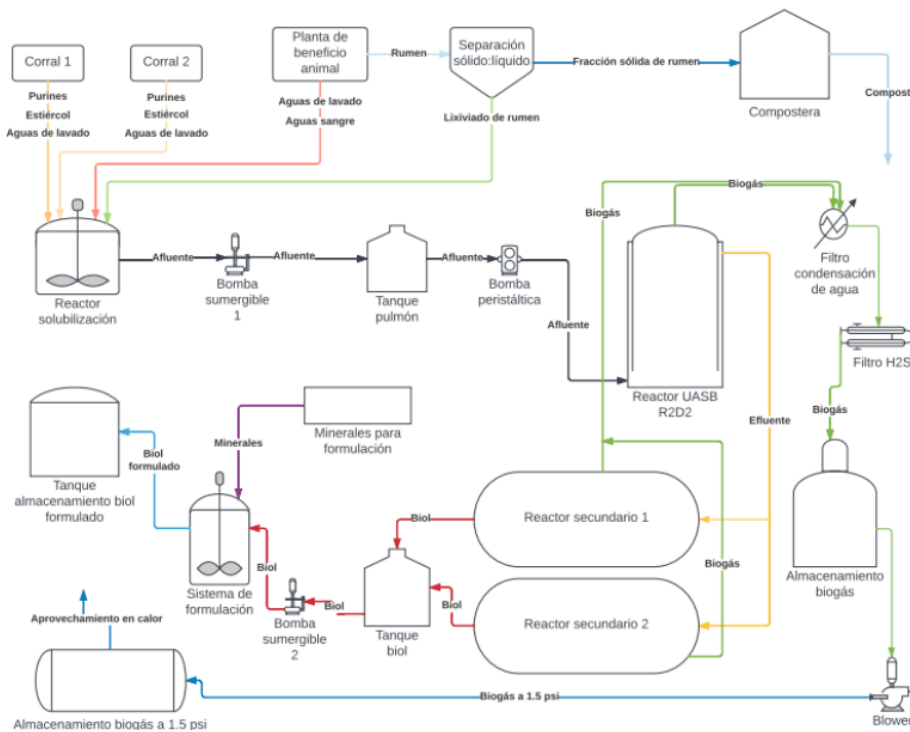 Corral 1
Corral 2
Planta de
beneficio
animal
Rumen
Separación
sólido:líquido
Fracción sólida de rumen
Compostera
Purines
Estiércol
Aguas de lavado
Purines
Estiércol
Aguas de lavado
Aguas de lavado
Aguas sangre
Lixiviado de rumen
Compost
Biogás
Biogás
Afluente
Afluente
Afluente
Bomba
sumergible
1
Tanque
pulmón
Bomba
peristáltica
Filtro
condensación
de agua
Reactor
solubilización
Afluente
Filtro H2S
Reactor UASB
R2D2
Biogás
Efluente
Minerales para
formulación
Minerales
Biol
formulado
Tanque
almacenamiento biol
formulado
Reactor secundario 1
Biol
Biogás
Almacenamiento
biogás
Sistema de
formulación
Biol
Bomba
sumergible
2
Biol
Tanque
biol
Biol
Reactor secundario 2
Aprovechamiento en calor
Biogás a 1.5 psi
Almacenamiento biogás a 1.5 psi
Blower